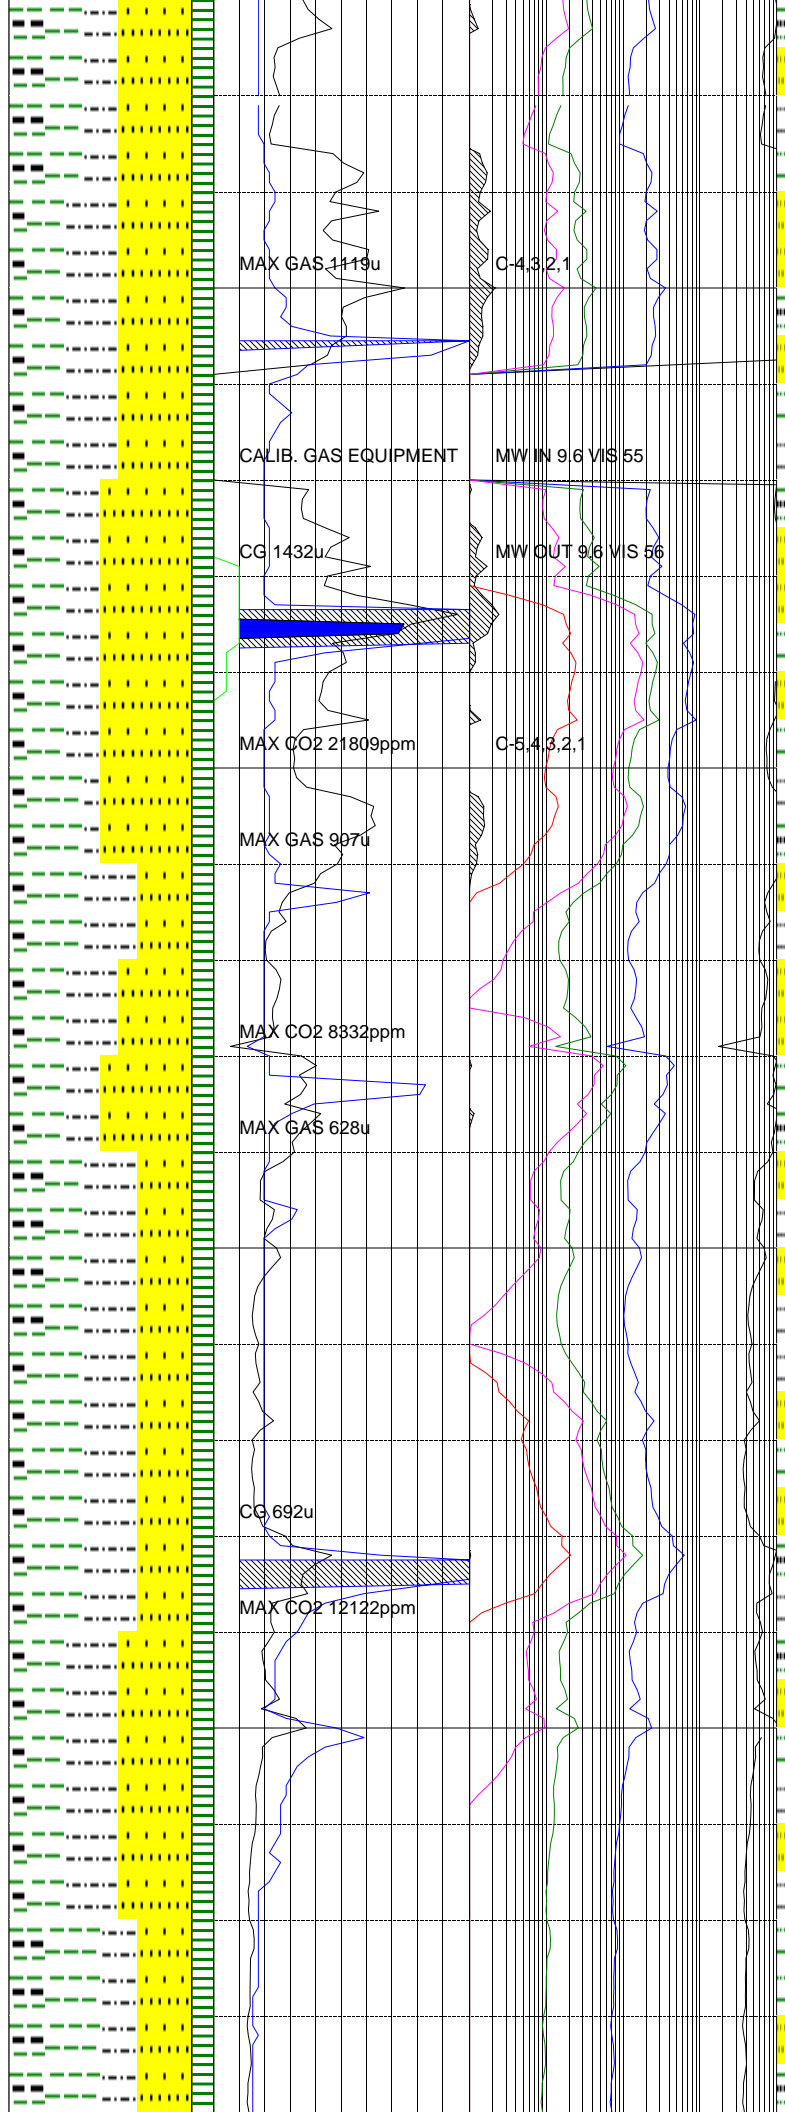 MAX GAS 1119u C-4,3,2,1
CALIB. GAS EQUIPMENT MW IN 9.6 VIS 55
CG 1432u MW OUT 9.6 VIS 56
MAX CO2 21809ppm C-5,4,3,2,1
MAX GAS 907u
MAX CO2 8332ppm
MAX GAS 628u
CG 692u
MAX CO2 12122ppm